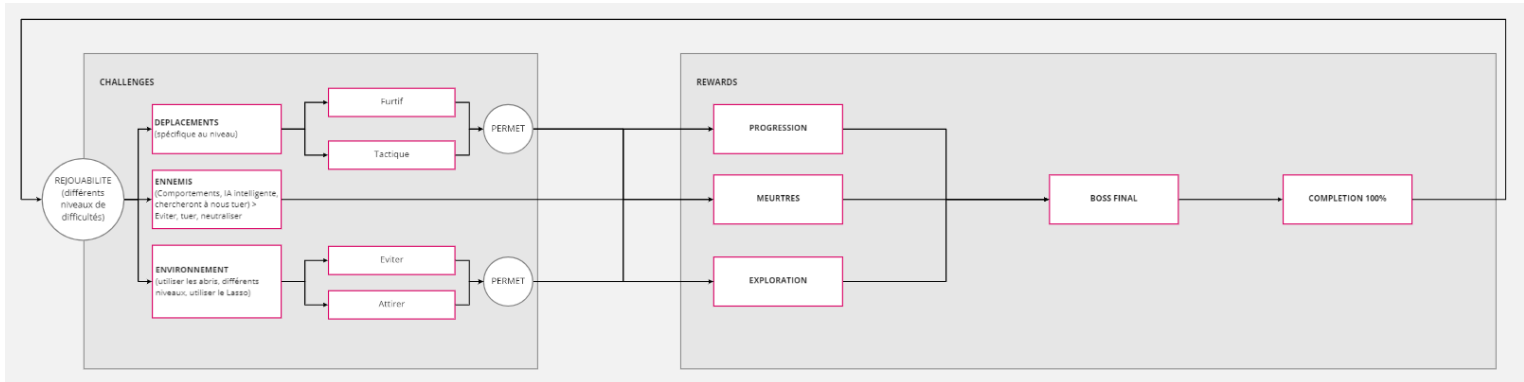 CHALLENGES
REJOUABILITE
(différents
niveaux de
difficultés)
DEPLACEMENTS
(spécifique au niveau)
Furtif
Tactique
PERMET
ENNEMIS
(Comportements, IA intelligente,
chercheront à nous tuer) >
Eviter, tuer, neutraliser
ENVIRONNEMENT
(utiliser les abris, différents
niveaux, utiliser le Lasso)
Eviter
Attirer
PERMET
REWARDS
PROGRESSION
MEURTRES
EXPLORATION
BOSS FINAL
COMPLETION 100%